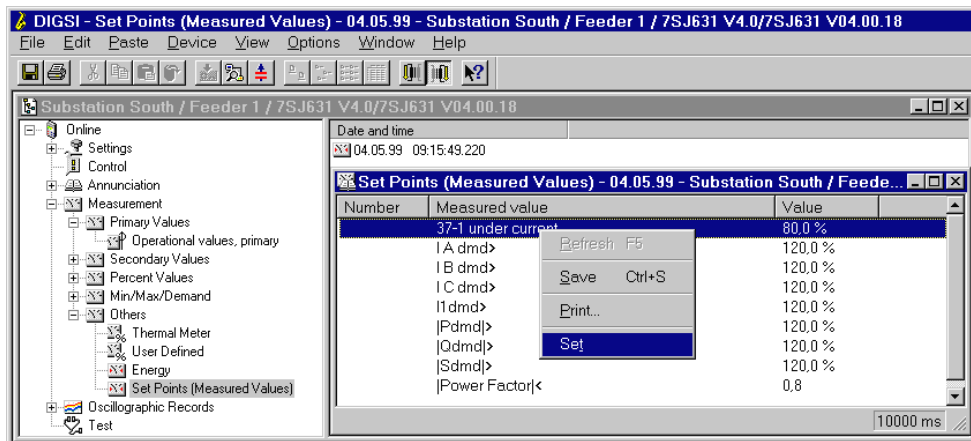 DIGSI - Set Points (Measured Values) - 04.05.99 - Substation South / Feeder 1 / 7SJ631 V4.0/7SJ631 V04.00.18
File Edit Paste Device View Options Window Help
Substation South / Feeder 1 / 7SJ631 V4.0/7SJ631 V04.00.18
Online
Settings
Control
Annunciation
Measurement
Primary Values
Operational values, primary
Secondary Values
Percent Values
Min/Max/Demand
Others
Thermal Meter
User Defined
Energy
Set Points (Measured Values)
Oscillographic Records
Test
Date and time
04.05.99 09:15:49.220
Set Points (Measured Values) - 04.05.99 - Substation South / Feede...
Number Measured value Value
37-1 under current 80,0 %
I A dmd> 120,0 %
I B dmd> 120,0 %
I C dmd> 120,0 %
I1dmd> 120,0 %
|Pdmd|> 120,0 %
|Qdmd|> 120,0 %
|Sdmd|> 120,0 %
|Power Factor|< 0,8
Refresh F5
Save Ctrl+S
Print...
Set
10000 ms